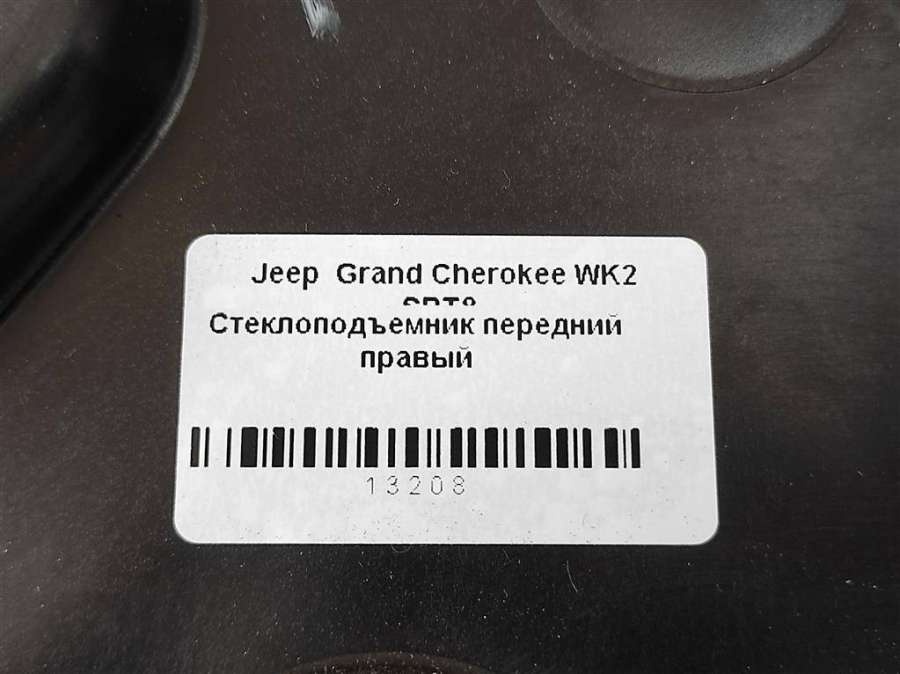 Jeep Grand Cherokee WK2
SRT8
Стеклоподъемник передний
правый
13208